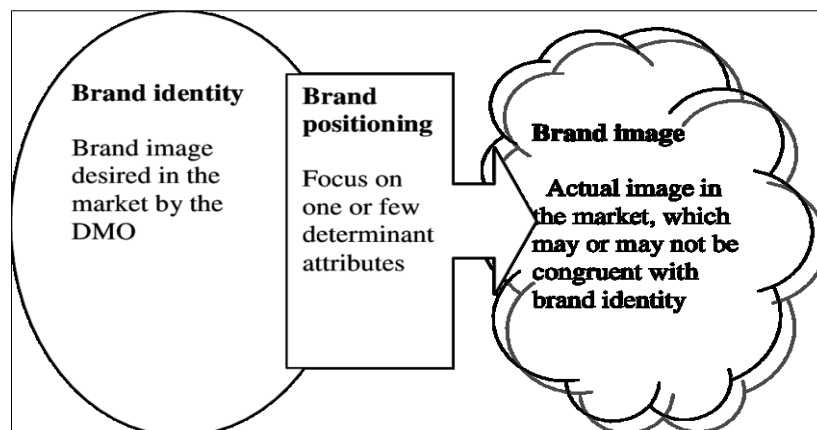 Brand identity
Brand image
desired in the
market by the
DMO
Brand
positioning
Focus on
one or few
determinant
attributes
Brand image
Actual image in
the market, which
may or may not be
congruent with
brand identity